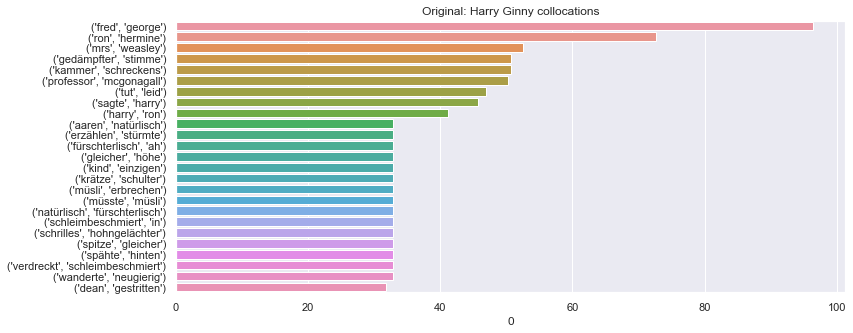 Original: Harry Ginny collocations
('fred', 'george')
('ron', 'hermine')
('mrs', 'weasley')
('gedämpfter', 'stimme')
('kammer', 'schreckens')
('professor', 'mcgonagall')
('tut', 'leid')
('sagte', 'harry')
('harry', 'ron')
('aaren', 'natürlisch')
('erzählen', 'stürmte')
('fürschterlisch', 'ah')
('gleicher', 'höhe')
('kind', 'einzigen')
('krätze', 'schulter')
('müsli', 'erbrechen')
('müsste', 'müsli')
('natürlisch', 'fürschterlisch')
('schleimbeschmiert', 'in')
('schrilles', 'hohngelächter')
('spitze', 'gleicher')
('spähte', 'hinten')
('verdreckt', 'schleimbeschmiert')
('wanderte', 'neugierig')
('dean', 'gestritten')
0 20 40 60 80 100
0